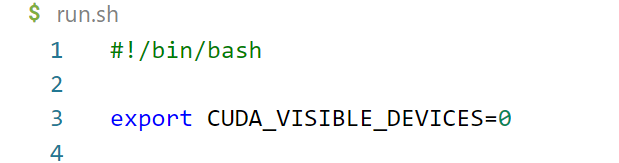 $ run.sh
1 #!/bin/bash
2
3 export CUDA_VISIBLE_DEVICES=0
4